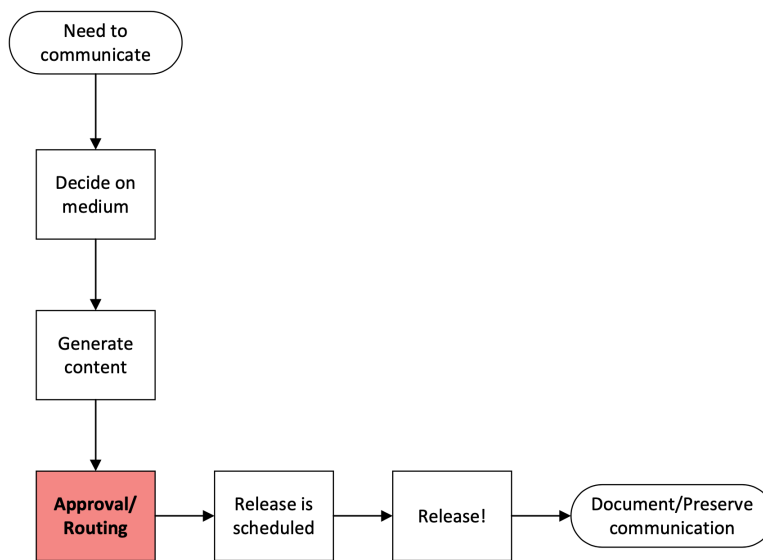 Need to
communicate
Decide on
medium
Generate
content
Approval/
Routing
Release is
scheduled
Release!
Document/Preserve
communication